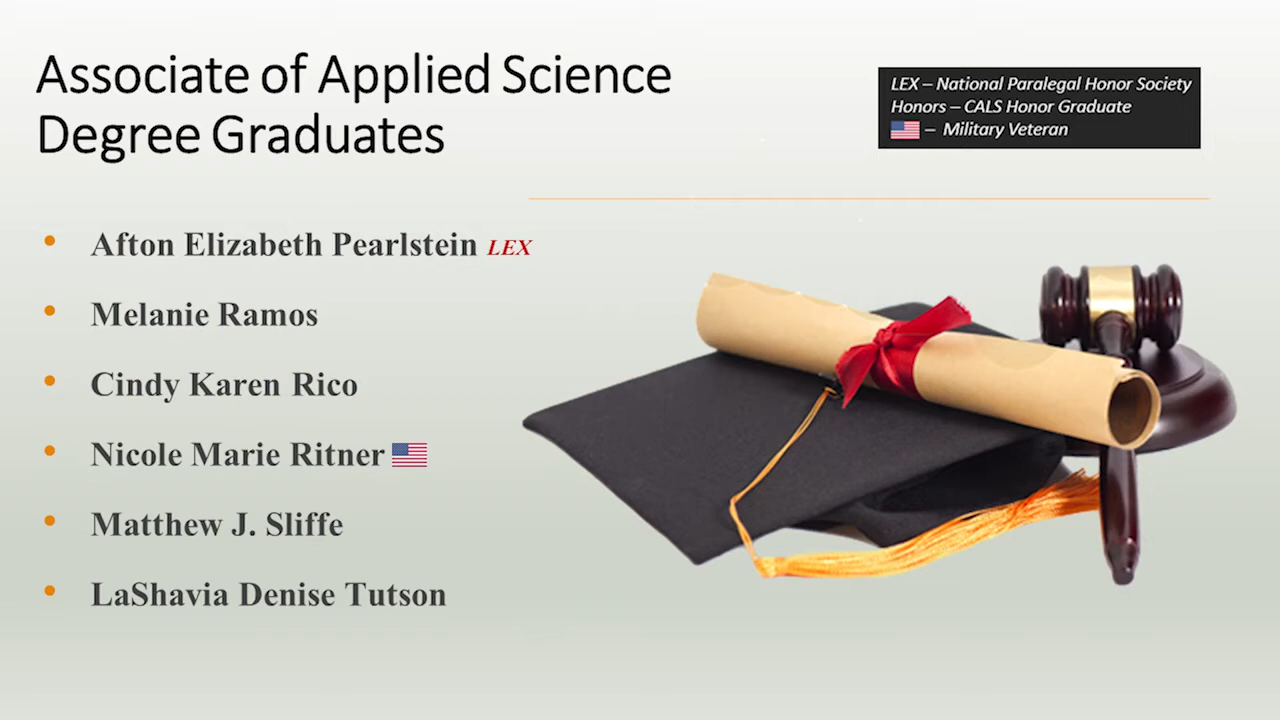 Associate of Applied Science
Degree Graduates
LEX – National Paralegal Honor Society
Honors – CALS Honor Graduate
– Military Veteran
• Afton Elizabeth Pearlstein LEX
• Melanie Ramos
• Cindy Karen Rico
• Nicole Marie Ritner
• Matthew J. Sliffe
• LaShavia Denise Tutson